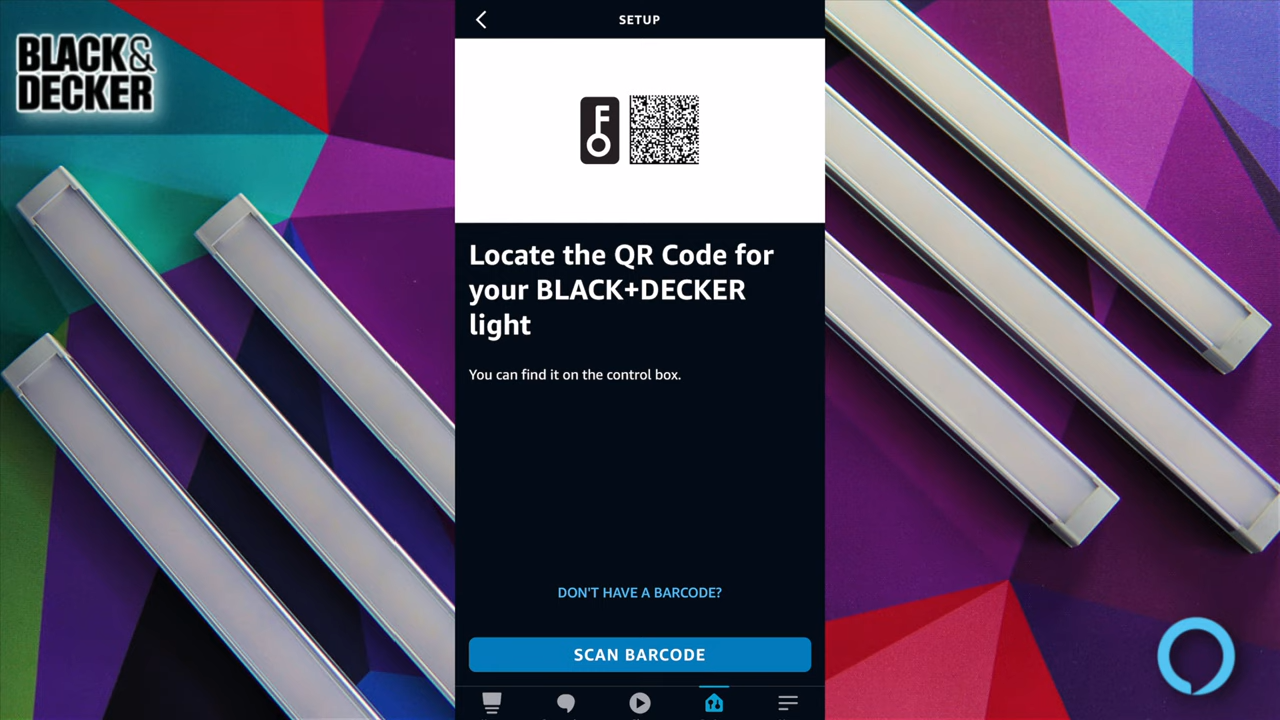 BLACK&
DECKER
SETUP
Locate the QR Code for
your BLACK+DECKER
light
You can find it on the control box.
DON'T HAVE A BARCODE?
SCAN BARCODE